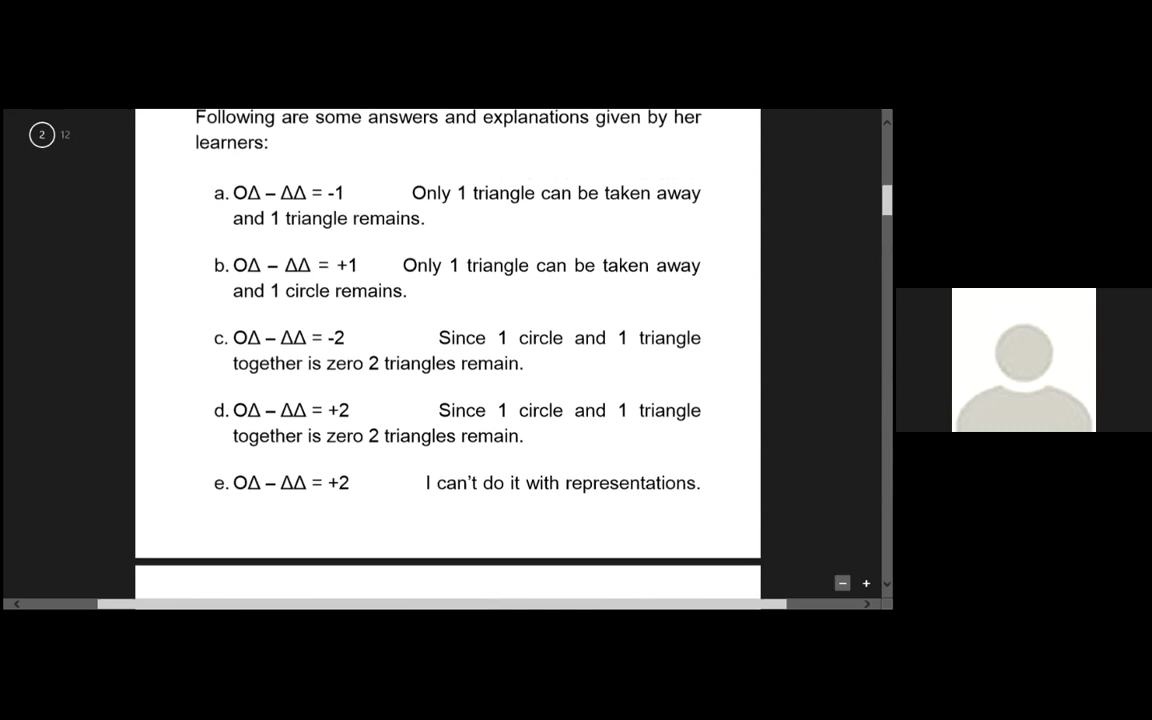 Following are some answers and explanations given by her
learners:
2 12
a. OΔ – ΔΔ = -1 Only 1 triangle can be taken away
and 1 triangle remains.
b. OΔ – ΔΔ = +1 Only 1 triangle can be taken away
and 1 circle remains.
c. OΔ – ΔΔ = -2 Since 1 circle and 1 triangle
together is zero 2 triangles remain.
d. OΔ – ΔΔ = +2 Since 1 circle and 1 triangle
together is zero 2 triangles remain.
e. OΔ – ΔΔ = +2 I can’t do it with representations.